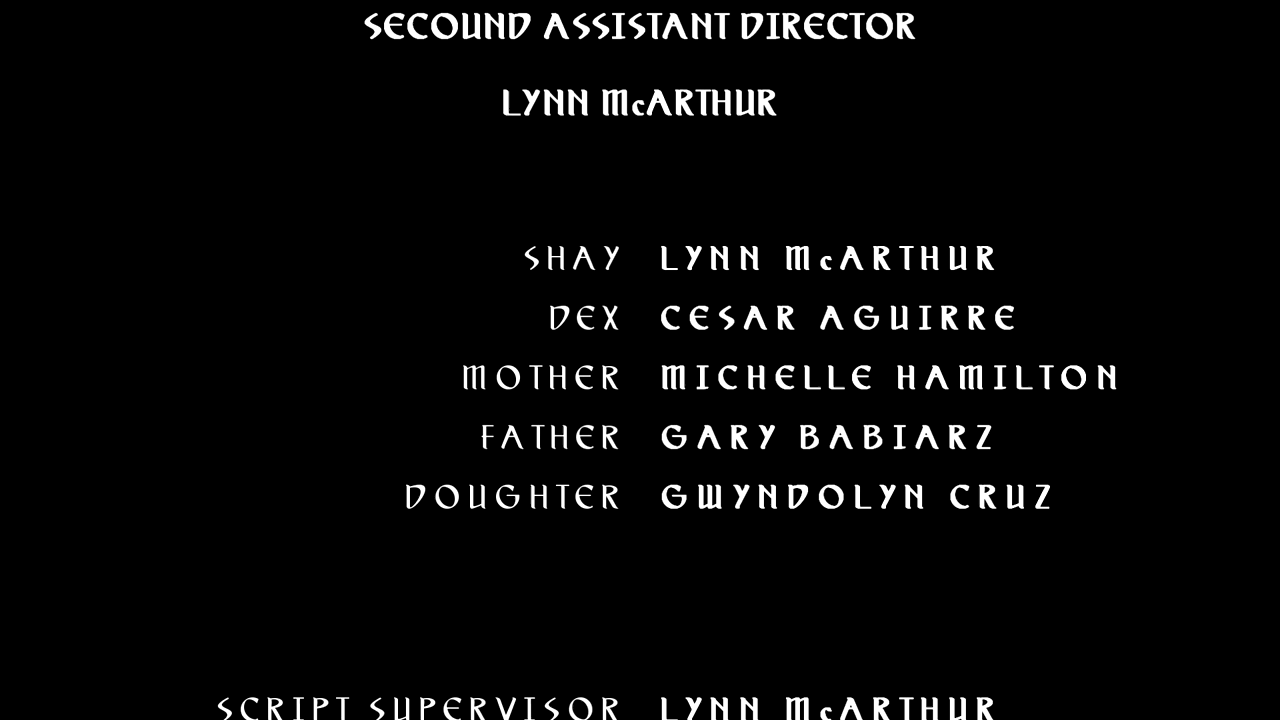 SECOUND ASSISTANT DIRECTOR
LYNN McARTHUR
SHAY LYNN McARTHUR
DEX CESAR AGUIRRE
MOTHER MICHELLE HAMILTON
FATHER GARY BABIARZ
DOUGHTER GWYNDOLYN CRUZ
SCRIPT SUPERVISOR LYNN McARTHUR